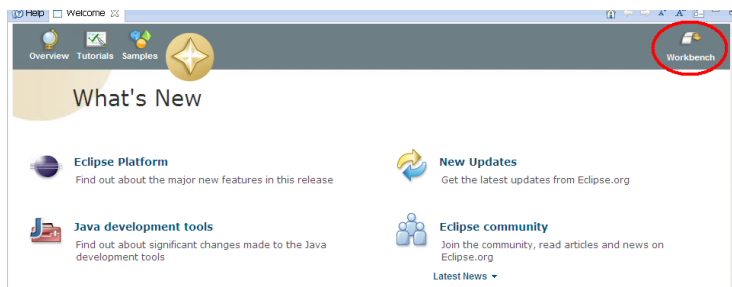 Help Welcome
Overview Tutorials Samples
Workbench
What's New
Eclipse Platform
Find out about the major new features in this release
New Updates
Get the latest updates from Eclipse.org
Java development tools
Find out about significant changes made to the Java
development tools
Eclipse community
Join the community, read articles and news on
Eclipse.org
Latest News